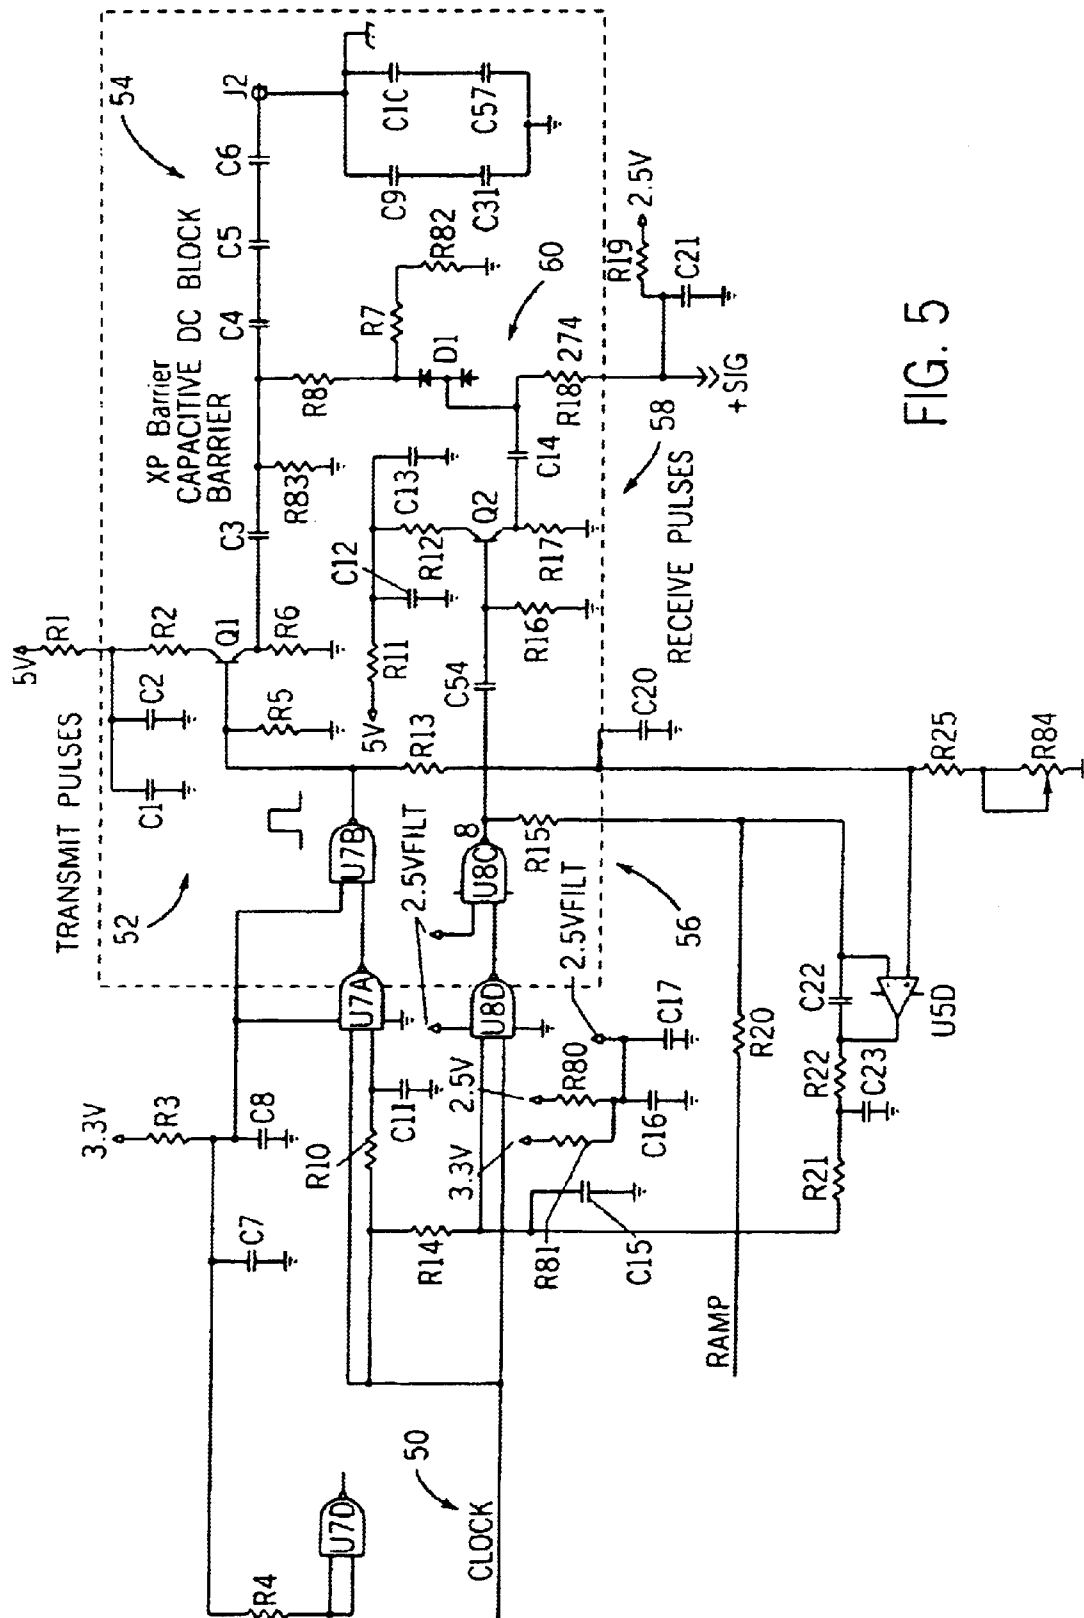 TRANSMIT PULSES
52
5V
R1
C1
C2
R2
Q1
R5
R6
C3
R83
XP Barrier
CAPACITIVE DC BLOCK
BARRIER
54
C4
C5
C6
J2
C9
C1C
C31
C57
R8
R7
R82
D1
60
3.3V
R3
C8
C7
R4
U7D
U7A
U7B
R10
C11
R13
5V
R11
C12
C13
R12
Q2
C14
R17
R16
C54
R18
274
R19
2.5V
C21
+SIG
58
RECEIVE PULSES
2.5VFILT
U8D
U8C
8
R15
C20
R14
3.3V
2.5V
R80
R81
C15
C16
C17
2.5VFILT
56
50
CLOCK
RAMP
R20
R21
R22
C23
C22
U5D
R25
R84
FIG. 5